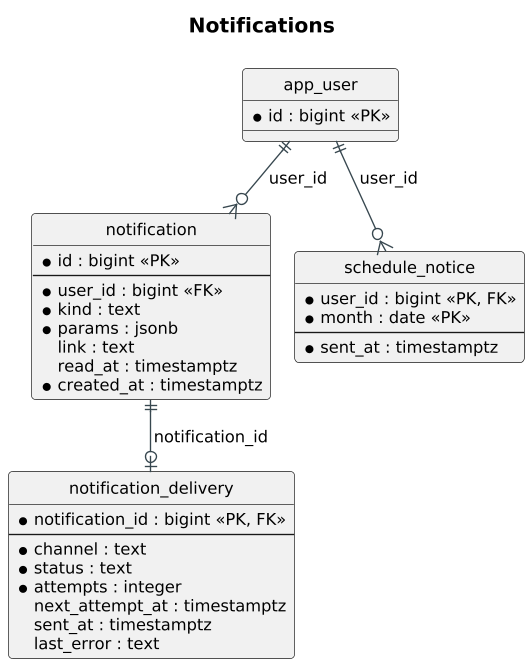 Notifications
app_user
id : bigint «PK»
user_id
user_id
notification
id : bigint «PK»
user_id : bigint «FK»
kind : text
params : jsonb
link : text
read_at : timestamptz
created_at : timestamptz
schedule_notice
user_id : bigint «PK, FK»
month : date «PK»
sent_at : timestamptz
notification_id
notification_delivery
notification_id : bigint «PK, FK»
channel : text
status : text
attempts : integer
next_attempt_at : timestamptz
sent_at : timestamptz
last_error : text